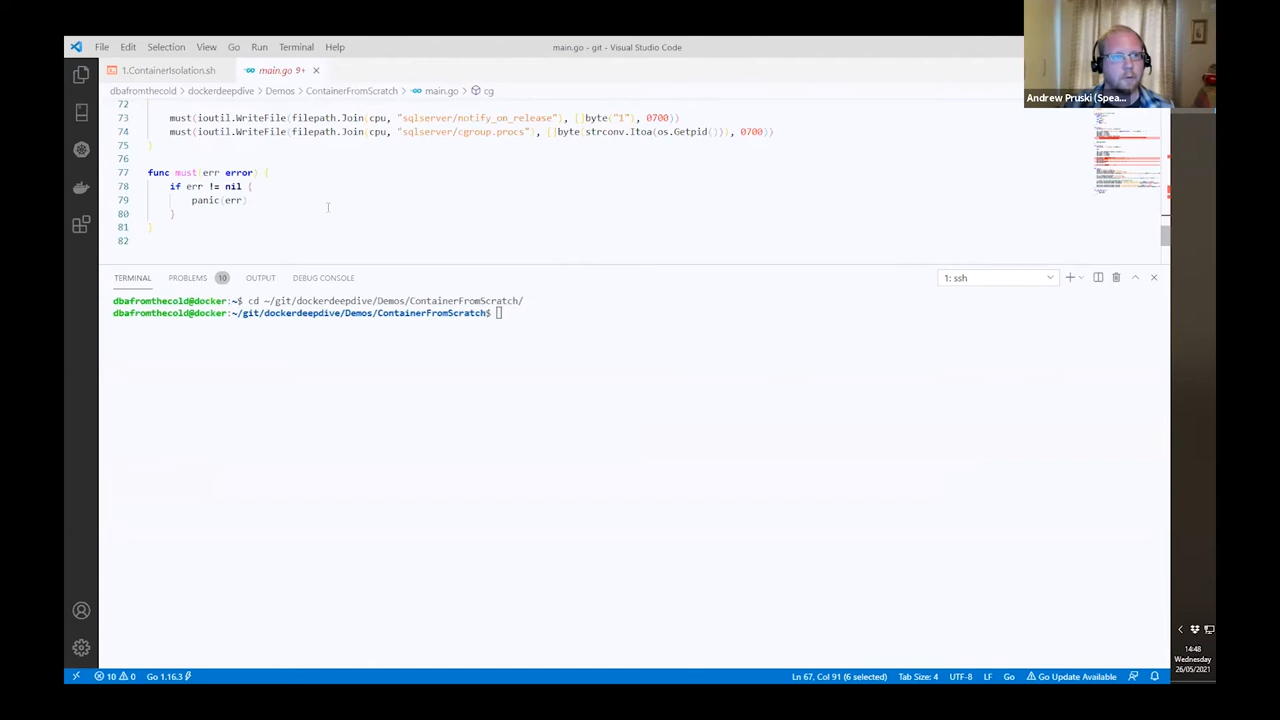 File Edit Selection View Go Run Terminal Help
main.go - git - Visual Studio Code
Andrew Pruski (Spea...
1.ContainerIsolation.sh
main.go 9+
dbafromthecold > dockerdeepdive > Demos > ContainerFromScratch > main.go > cg
72
73 must(ioutil.WriteFile(filepath.Join(cpu, "sqlserver/notify_on_release"), []byte("1"), 0700))
74 must(ioutil.WriteFile(filepath.Join(cpu, "sqlserver/cgroup.procs"), []byte(strconv.Itoa(os.Getpid())), 0700))
75 }
76
77 func must(err error) {
78 if err != nil {
79 panic(err)
80 }
81 }
82
TERMINAL PROBLEMS 10 OUTPUT DEBUG CONSOLE
1: ssh
dbafromthecold@docker:~$ cd ~/git/dockerdeepdive/Demos/ContainerFromScratch/
dbafromthecold@docker:~/git/dockerdeepdive/Demos/ContainerFromScratch$
10 0 Go 1.16.3
Ln 67, Col 91 (6 selected) Tab Size: 4 UTF-8 LF Go Go Update Available
14:48
Wednesday
26/05/2021